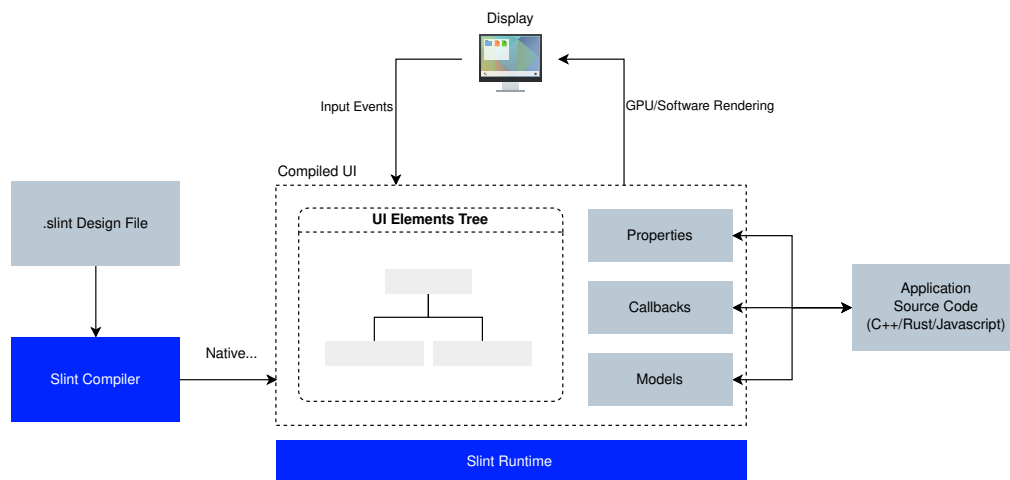 Display
Input Events
GPU/Software Rendering
Compiled UI
.slint Design File
UI Elements Tree
Properties
Callbacks
Models
Application
Source Code
(C++/Rust/Javascript)
Native...
Slint Compiler
Slint Runtime